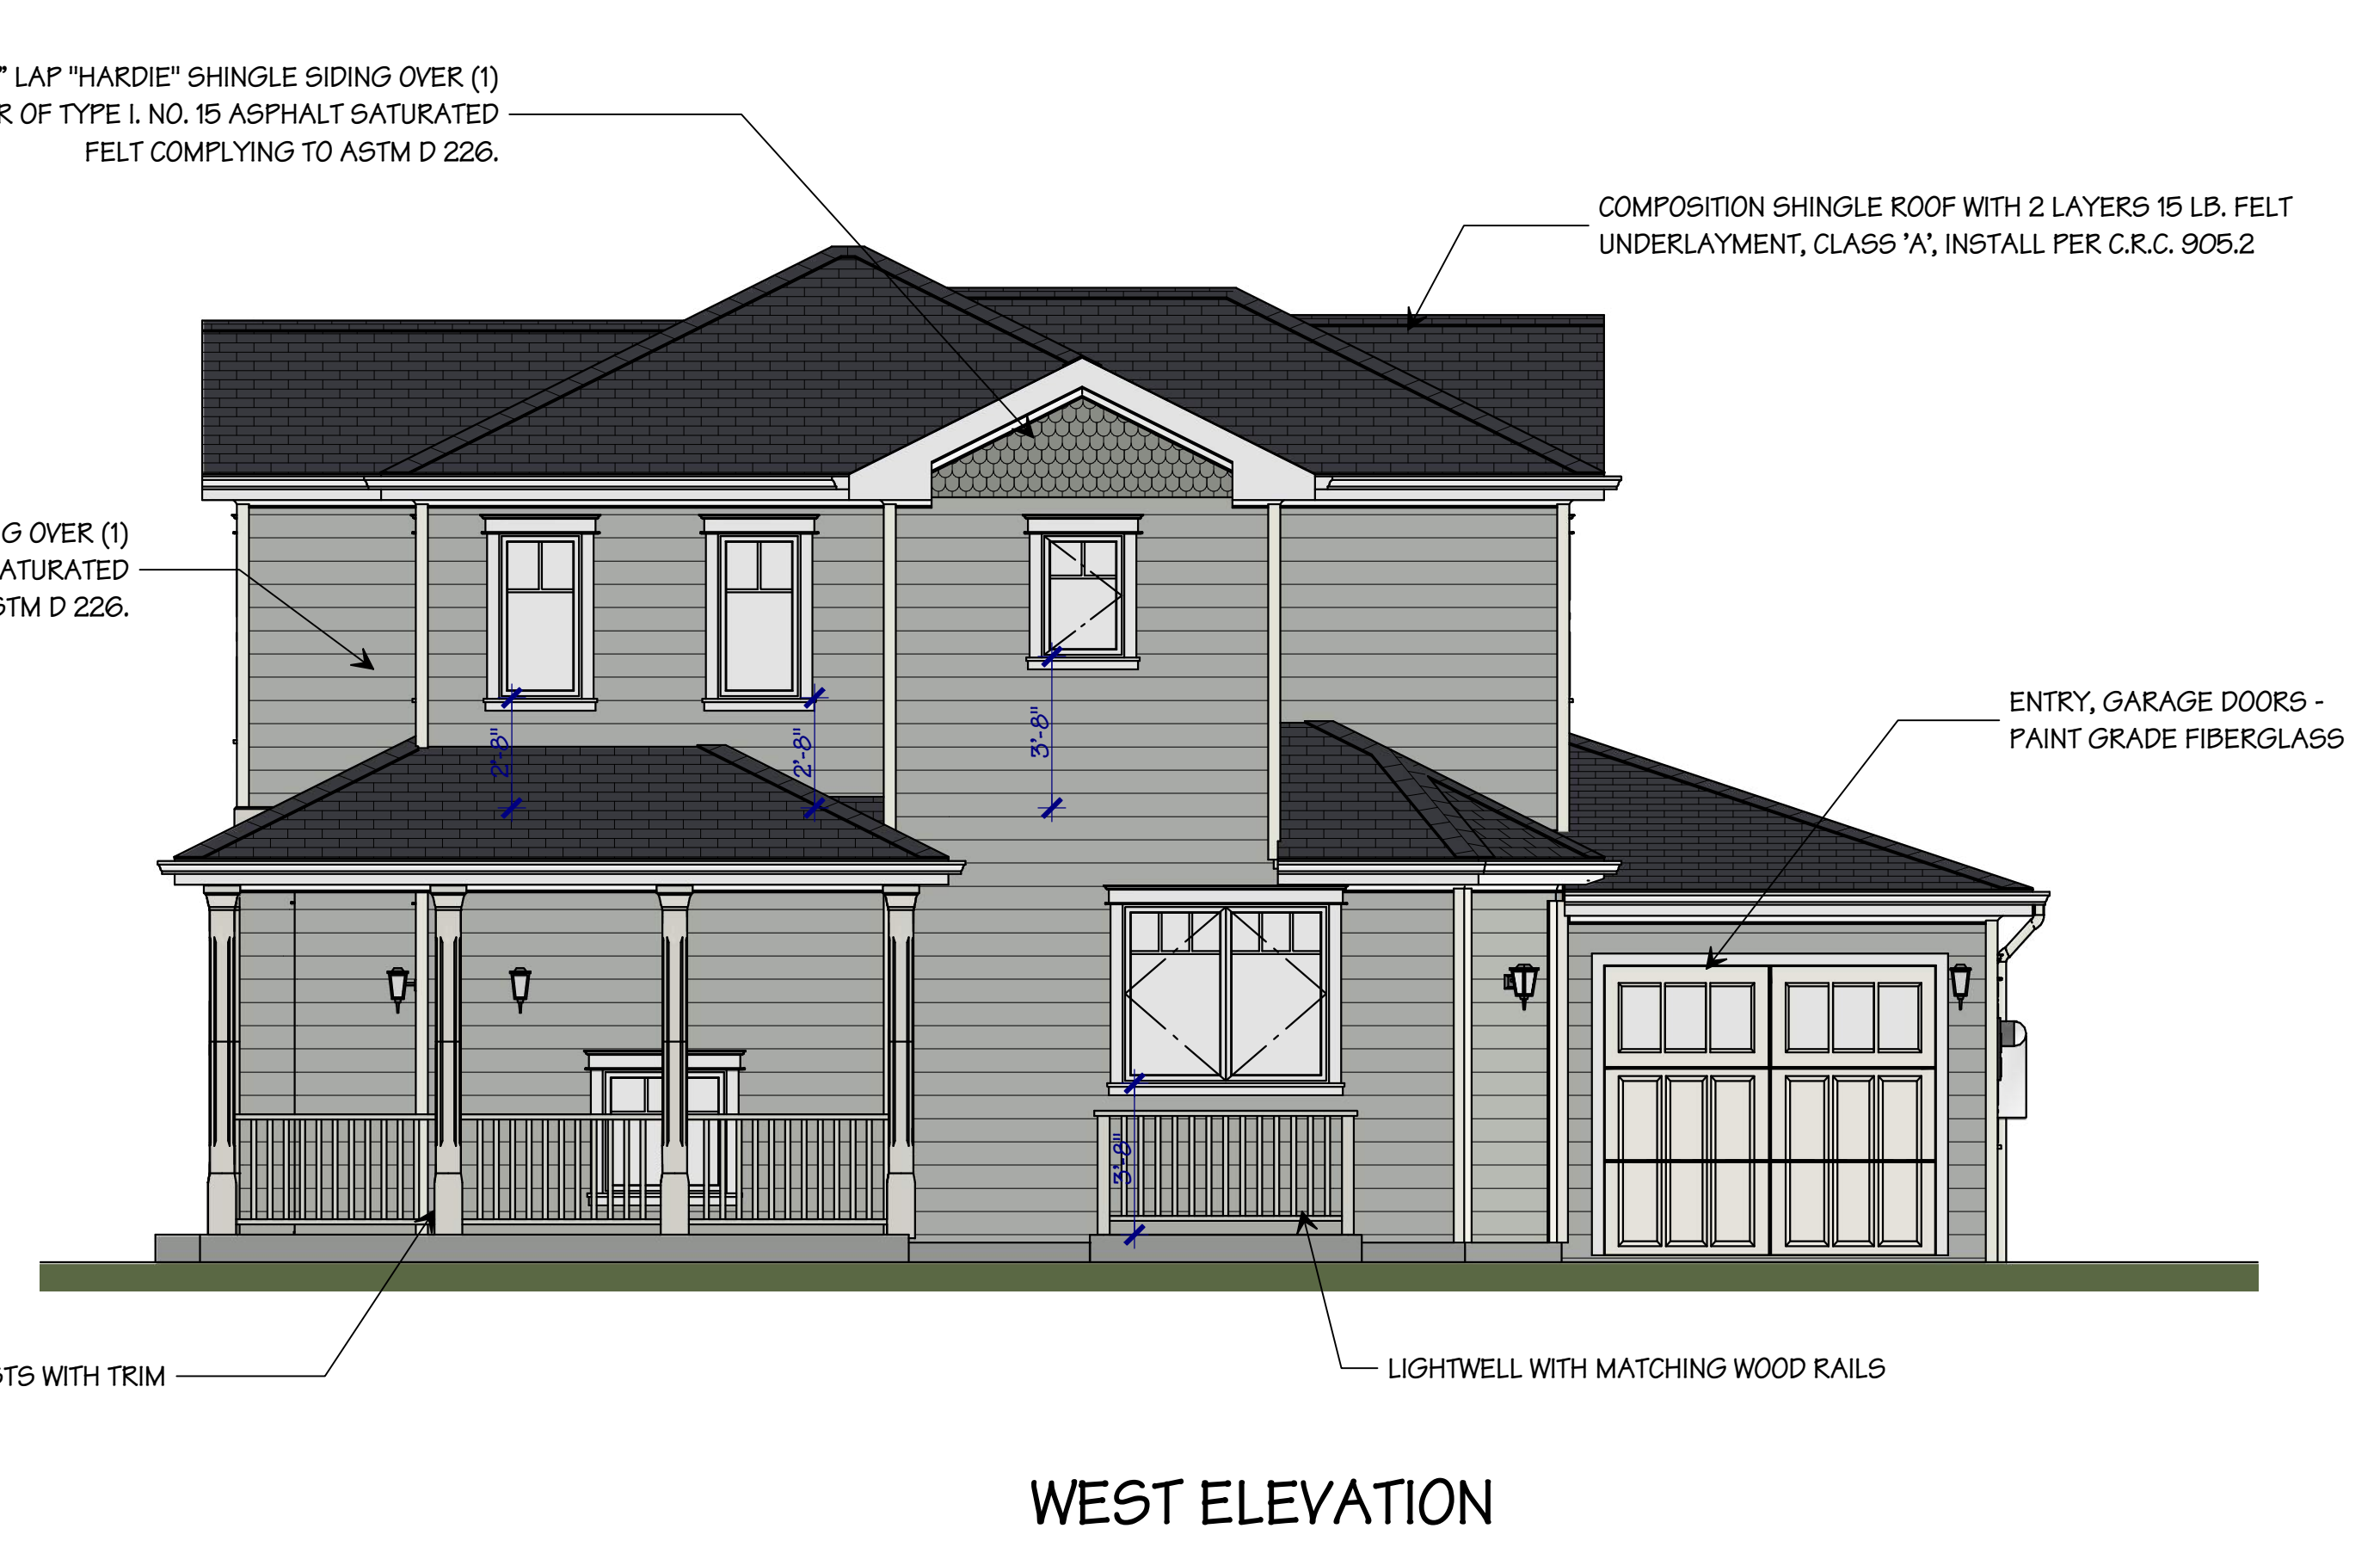 " LAP "HARDIE" SHINGLE SIDING OVER (1)
R OF TYPE I. NO. 15 ASPHALT SATURATED
FELT COMPLYING TO ASTM D 226.
COMPOSITION SHINGLE ROOF WITH 2 LAYERS 15 LB. FELT
UNDERLAYMENT, CLASS 'A', INSTALL PER C.R.C. 905.2
G OVER (1)
ATURATED
STM D 226.
ENTRY, GARAGE DOORS -
PAINT GRADE FIBERGLASS
2'-8"
2'-8"
3'-8"
3'-8"
STS WITH TRIM
LIGHTWELL WITH MATCHING WOOD RAILS
WEST ELEVATION